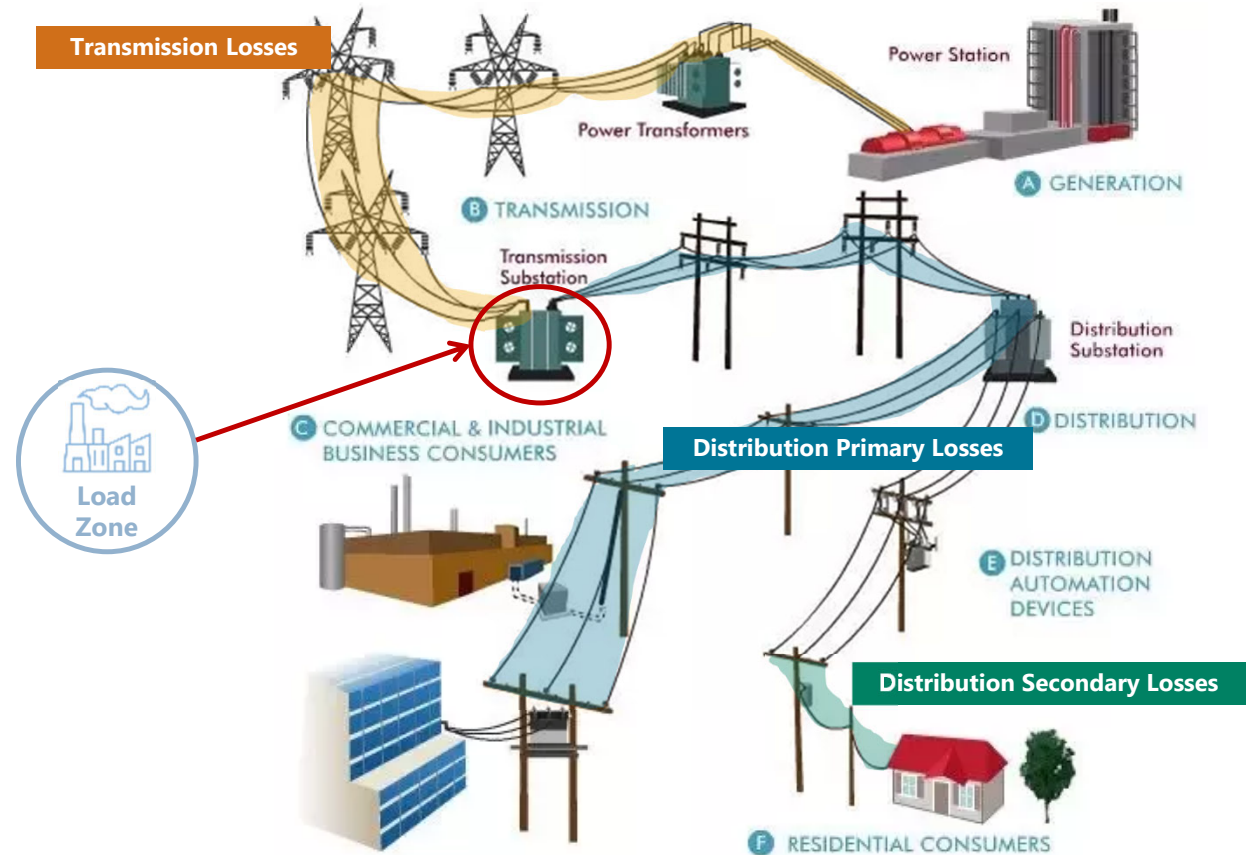 Transmission Losses
Power Station
Power Transformers
A GENERATION
B TRANSMISSION
Transmission
Substation
Distribution
Substation
Load
Zone
C COMMERCIAL & INDUSTRIAL
BUSINESS CONSUMERS
D DISTRIBUTION
Distribution Primary Losses
E DISTRIBUTION
AUTOMATION
DEVICES
Distribution Secondary Losses
F RESIDENTIAL CONSUMERS